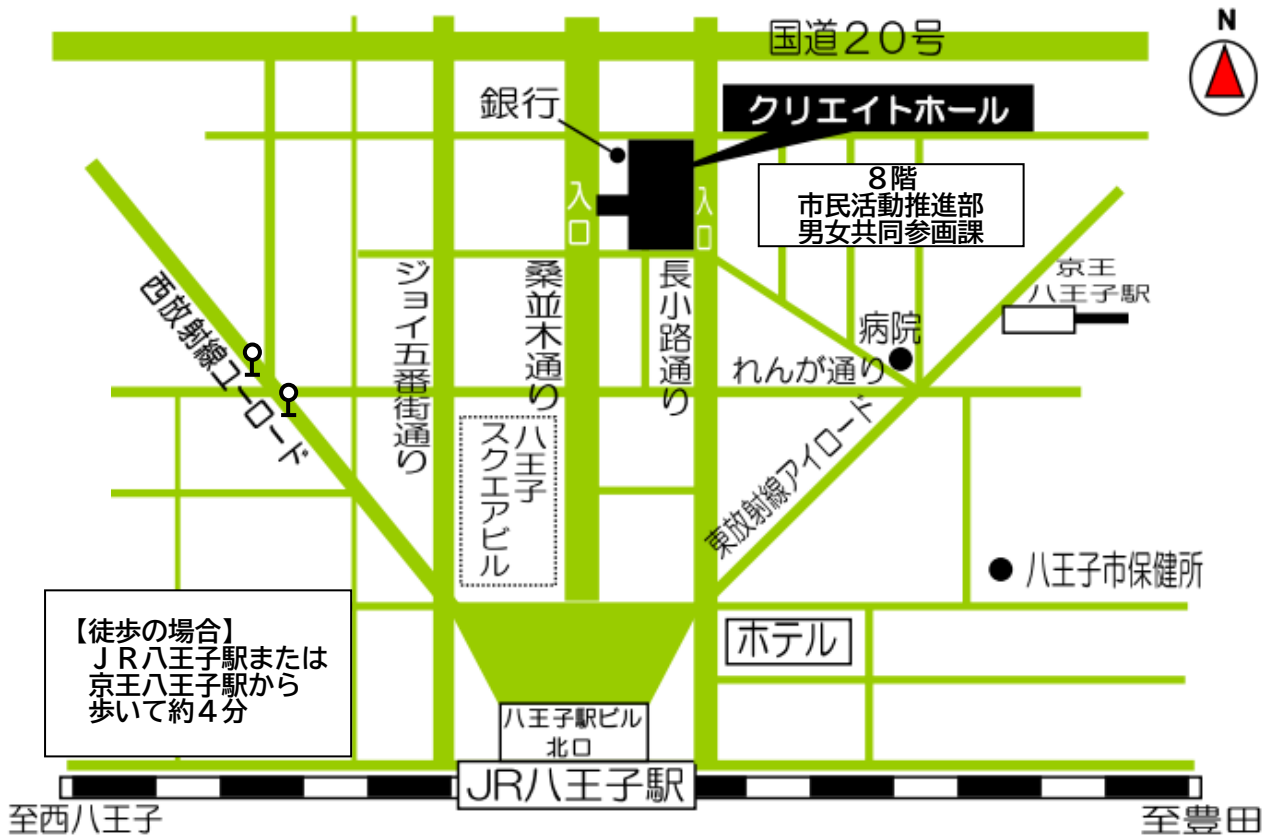 N
国道20号
銀行
クリエイトホール
入口
入口
8階
市民活動推進部
男女共同参画課
京王
八王子駅
西放射線ユーロード
ジョイ五番街通り
桑並木通り
長小路通り
病院
れんが通り
八王子
スクエアビル
東放射線アイロード
八王子市保健所
【徒歩の場合】
JR八王子駅または
京王八王子駅から
歩いて約4分
ホテル
八王子駅ビル
北口
JR八王子駅
至西八王子
至豊田